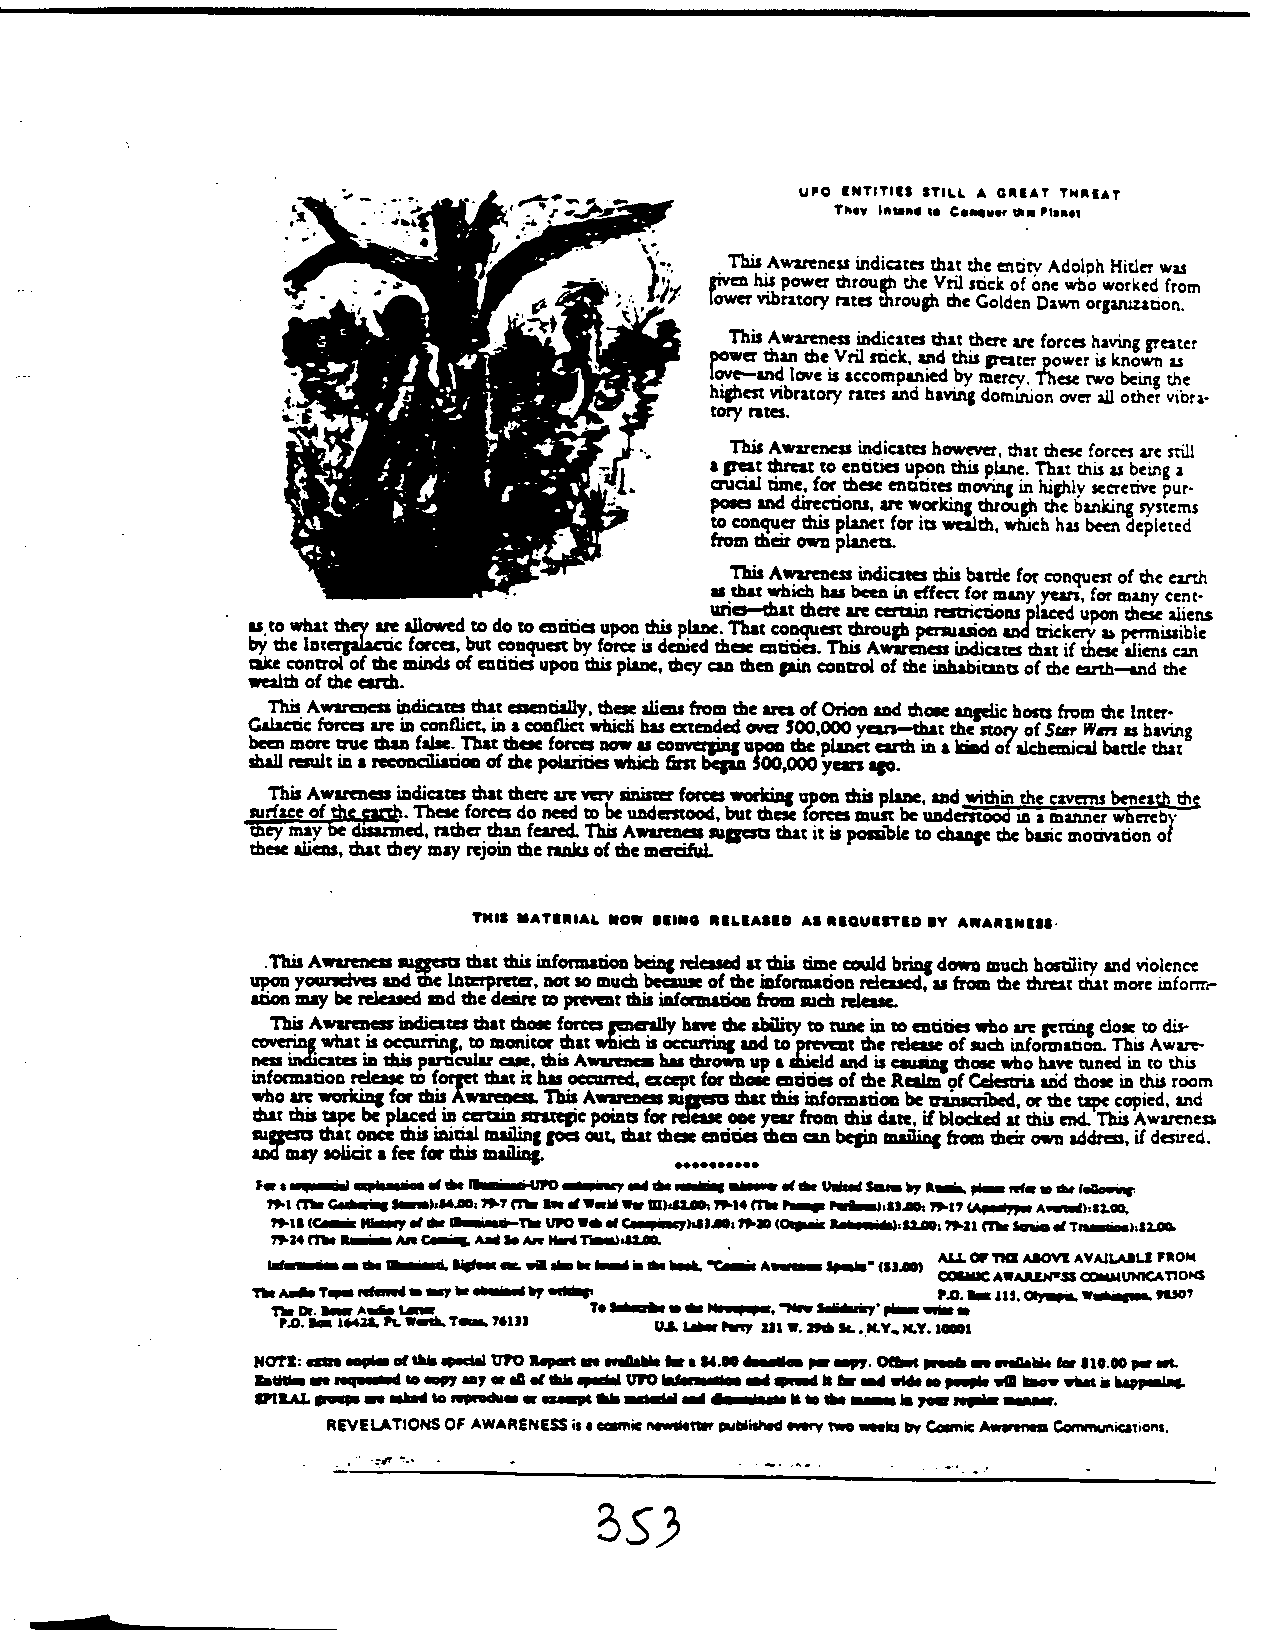 UFO ENTITIES STILL A GREAT THREAT
They Intend to Conquer this Planet
This Awareness indicates that the entity Adolph Hitler was
given his power through the Vril stick of one who worked from
lower vibratory rates through the Golden Dawn organization.
This Awareness indicates that there are forces having greater
power than the Vril stick, and this greater power is known as
love—and love is accompanied by mercy. These two being the
highest vibratory rates and having dominion over all other vibra-
tory rates.
This Awareness indicates however, that these forces are still
a great threat to entities upon this plane. That this as being a
crucial time, for these entitites moving in highly secretive pur-
poses and directions, are working through the banking systems
to conquer this planet for its wealth, which has been depleted
from their own planets.
This Awareness indicates this battle for conquest of the earth
as that which has been in effect for many years, for many cent-
uries—that there are certain restrictions placed upon these aliens
as to what they are allowed to do to entities upon this plane. That conquest through persuasion and trickery as permissible
by the Intergalactic forces, but conquest by force is denied these entities. This Awareness indicates that if these aliens can
take control of the minds of entities upon this plane, they can then gain control of the inhabitants of the earth—and the
wealth of the earth.
This Awareness indicates that essentially, these aliens from the area of Orion and those angelic hosts from the Inter-
Galactic forces are in conflict, in a conflict which has extended over 500,000 years—that the story of Star Wars as having
been more true than false. That these forces now as converging upon the planet earth in a kind of alchemical battle that
shall result in a reconciliation of the polarities which first began 500,000 years ago.
This Awareness indicates that there are very sinister forces working upon this plane, and within the caverns beneath the
surface of the earth. These forces do need to be understood, but these forces must be understood in a manner whereby
they may be disarmed, rather than feared. This Awareness suggests that it is possible to change the basic motivation of
these aliens, that they may rejoin the ranks of the merciful.
THIS MATERIAL NOW BEING RELEASED AS REQUESTED BY AWARENESS
This Awareness suggests that this information being released at this time could bring down much hostility and violence
upon yourselves and the Interpreter, not so much because of the information released, as from the threat that more inform-
ation may be released and the desire to prevent this information from such release.
This Awareness indicates that those forces generally have the ability to tune in to entities who are getting close to dis-
covering what is occurring, to monitor that which is occurring and to prevent the release of such information. This Aware-
ness indicates in this particular case, this Awareness has thrown up a shield and is causing those who have tuned in to this
information release to forget that it has occurred, except for those entities of the Realm of Celestria and those in this room
who are working for this Awareness. This Awareness suggests that this information be transcribed, or the tape copied, and
that this tape be placed in certain strategic points for release one year from this date, if blocked at this end. This Awareness
suggests that once this initial mailing goes out, that these entities then can begin mailing from their own address, if desired.
and may solicit a fee for this mailing.
**********
For a sequential explanation of the Illuminati-UFO conspiracy and the resulting takeover of the United States by Russia, please refer to the following:
79-1 (The Gathering Storm):$4.00; 79-7 (The Eve of World War III):$2.00; 79-14 (The Passage Perilous):$3.00; 79-17 (Apocalypse Averted):$2.00,
79-18 (Cosmic History of the Illuminati—The UFO Web of Conspiracy):$3.00; 79-20 (Organic Robotoids):$2.00; 79-21 (The Strains of Transition):$2.00.
79-24 (The Russians Are Coming, And So Are Hard Times):$2.00.
Information on the Illuminati, Bigfoot etc. will also be found in the book, "Cosmic Awareness Speaks" ($3.00)
ALL OF THE ABOVE AVAILABLE FROM
COSMIC AWARENESS COMMUNICATIONS
P.O. Box 115, Olympia, Washington, 98507
The Audio Tapes referred to may be obtained by writing:
The Dr. Beter Audio Letter
P.O. Box 16428, Ft. Worth, Texas, 76133
To Subscribe to the Newspaper, "New Solidarity' please write to
U.S. Labor Party 231 W. 29th St., N.Y., N.Y. 10001
NOTE: extra copies of this special UFO Report are available for a $4.00 donation per copy. Offset proofs are available for $10.00 per set.
Entities are requested to copy any or all of this special UFO information and spread it far and wide so people will know what is happening.
SPIRAL groups are asked to reproduce or excerpt this material and disseminate it to the masses in your regular manner.
REVELATIONS OF AWARENESS is a cosmic newsletter published every two weeks by Cosmic Awareness Communications,
353